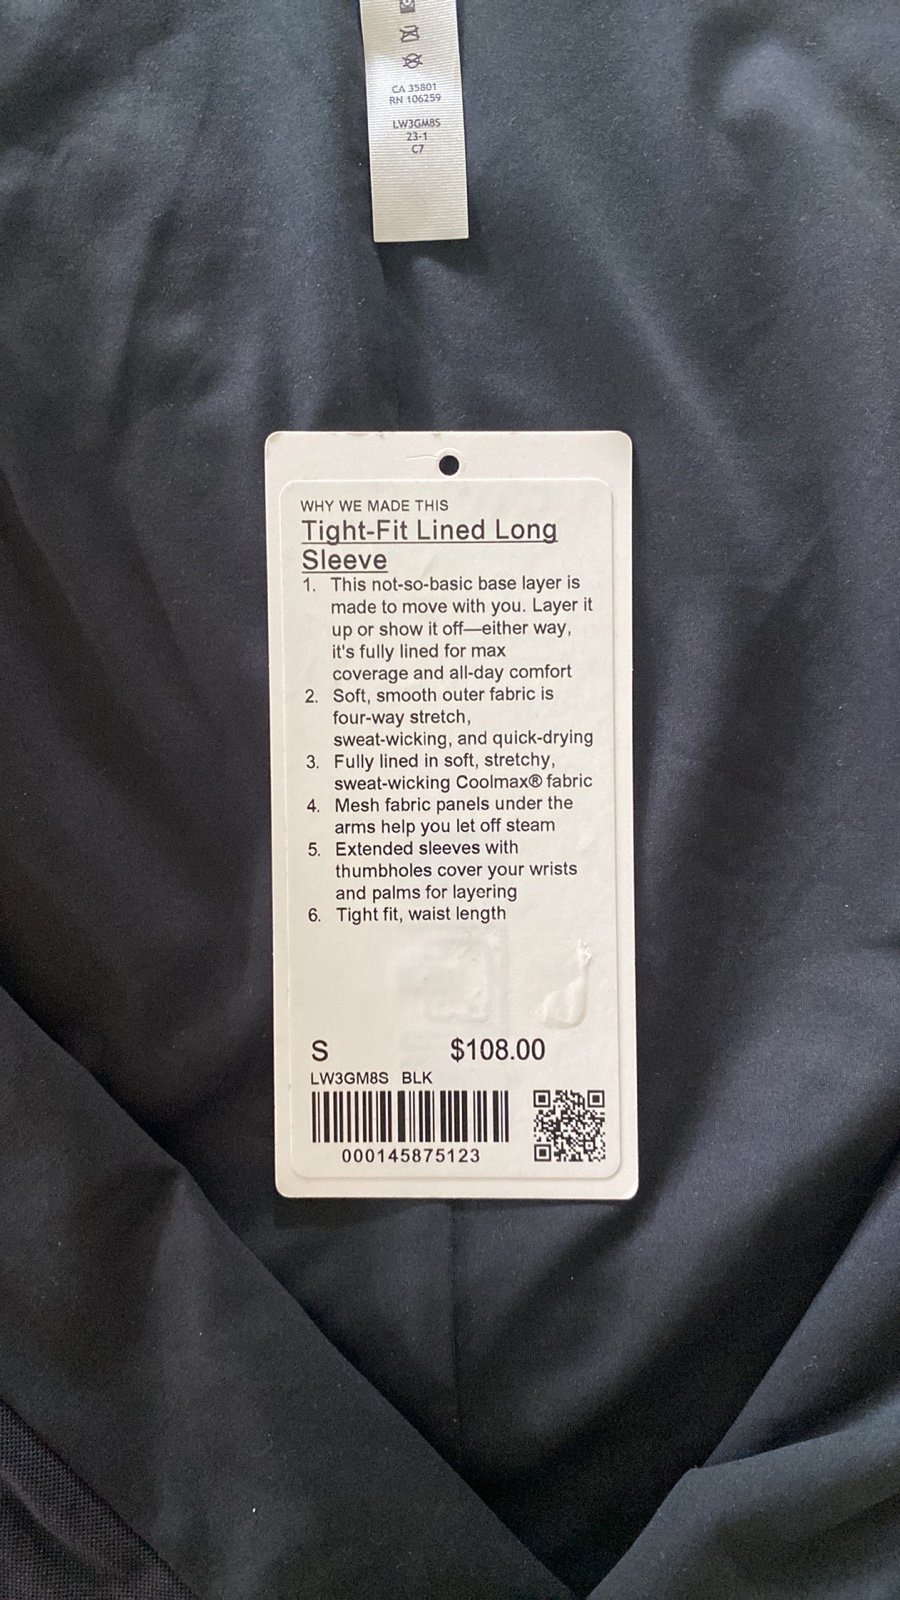 CA 35801
RN 106259
LW3GM8S
23-1
C7
WHY WE MADE THIS
Tight-Fit Lined Long
Sleeve
1. This not-so-basic base layer is
made to move with you. Layer it
up or show it off—either way,
it's fully lined for max
coverage and all-day comfort
2. Soft, smooth outer fabric is
four-way stretch,
sweat-wicking, and quick-drying
3. Fully lined in soft, stretchy,
sweat-wicking Coolmax® fabric
4. Mesh fabric panels under the
arms help you let off steam
5. Extended sleeves with
thumbholes cover your wrists
and palms for layering
6. Tight fit, waist length
S $108.00
LW3GM8S BLK
000145875123